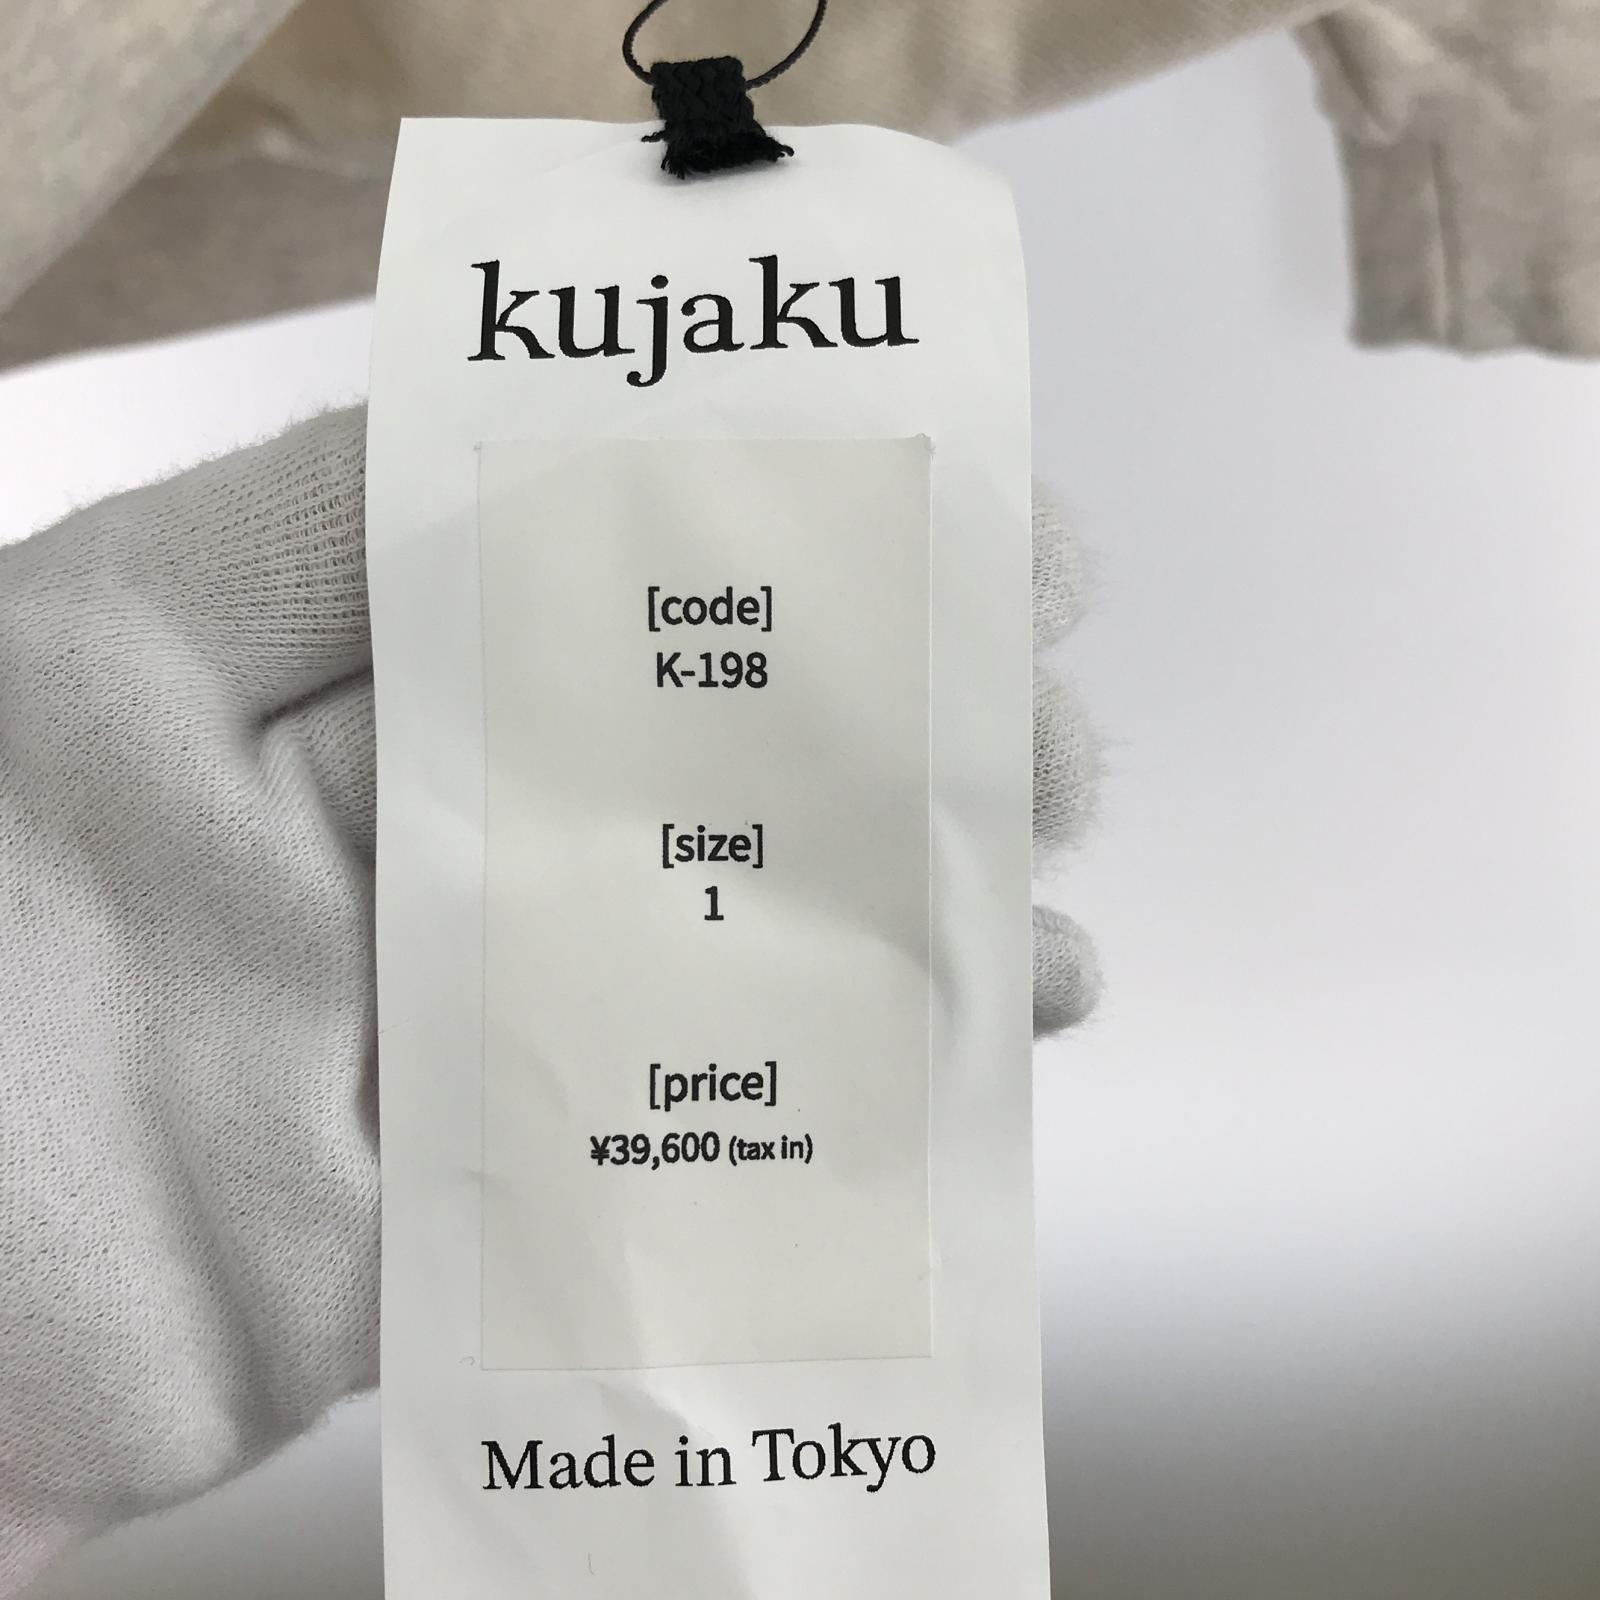 kujaku
[code]
K-198
[size]
1
[price]
¥39,600 (tax in)
Made in Tokyo